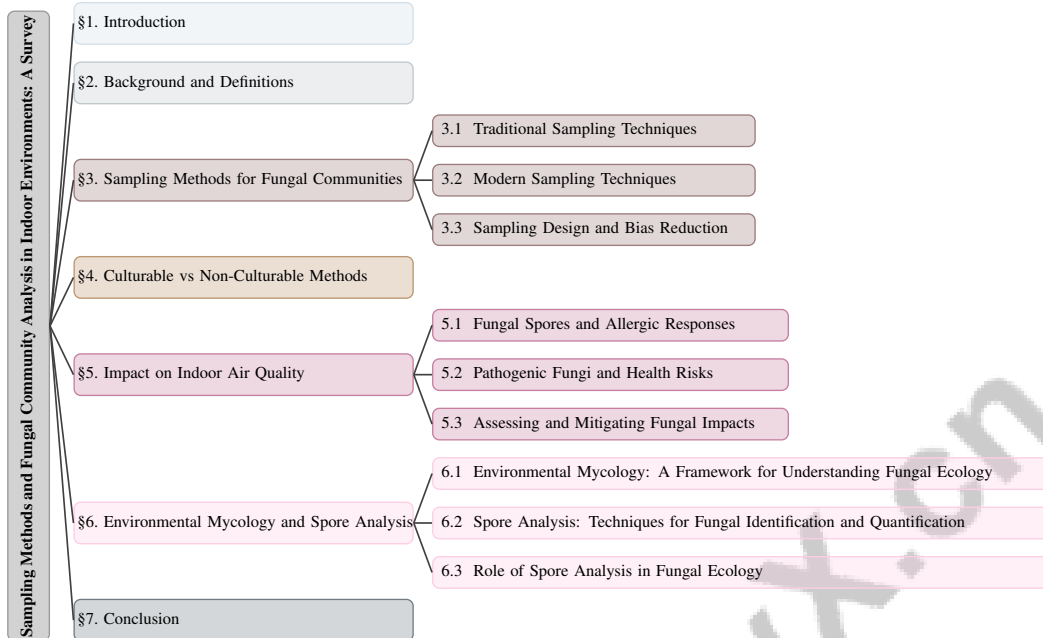 Sampling Methods and Fungal Community Analysis in Indoor Environments: A Survey
§1. Introduction
§2. Background and Definitions
§3. Sampling Methods for Fungal Communities
3.1 Traditional Sampling Techniques
3.2 Modern Sampling Techniques
3.3 Sampling Design and Bias Reduction
§4. Culturable vs Non-Culturable Methods
§5. Impact on Indoor Air Quality
5.1 Fungal Spores and Allergic Responses
5.2 Pathogenic Fungi and Health Risks
5.3 Assessing and Mitigating Fungal Impacts
§6. Environmental Mycology and Spore Analysis
6.1 Environmental Mycology: A Framework for Understanding Fungal Ecology
6.2 Spore Analysis: Techniques for Fungal Identification and Quantification
6.3 Role of Spore Analysis in Fungal Ecology
§7. Conclusion